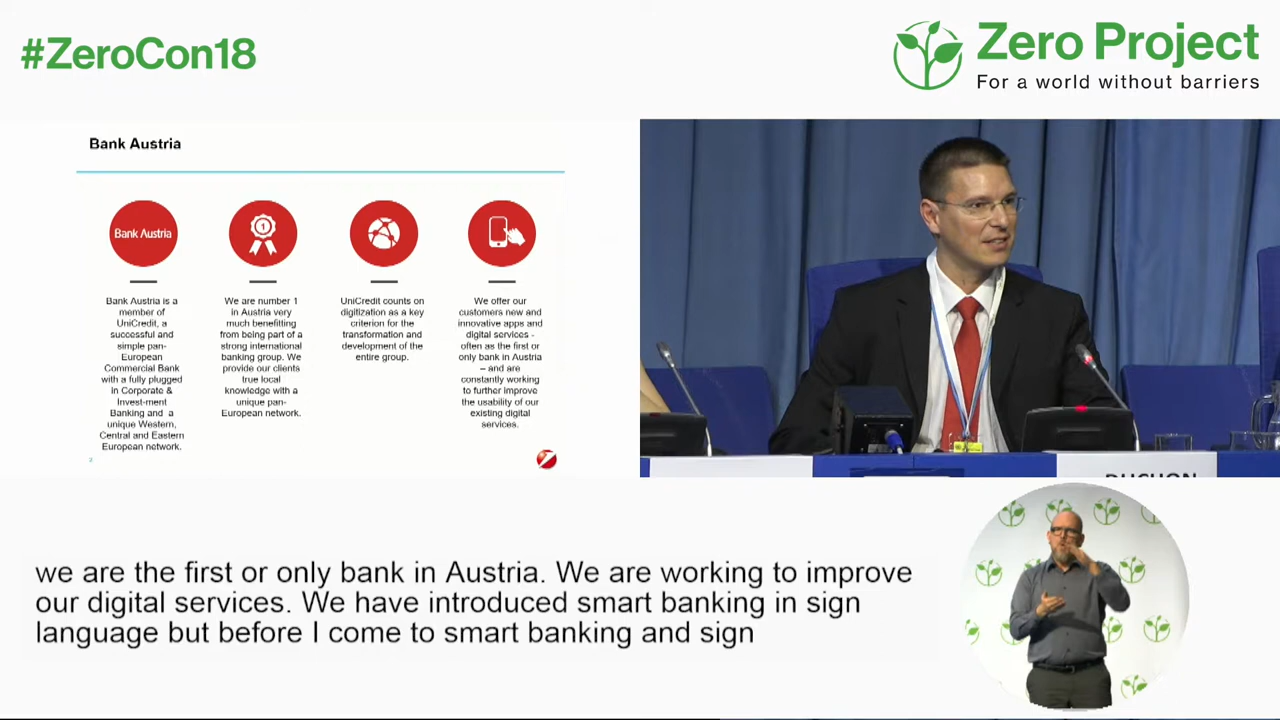 #ZeroCon18
Zero Project
For a world without barriers
Bank Austria
Bank Austria
Bank Austria is a
member of
UniCredit, a
successful and
simple pan-
European
Commercial Bank
with a fully plugged
in Corporate &
Invest-ment
Banking and a
unique Western,
Central and Eastern
European network.
1
We are number 1
in Austria very
much benefitting
from being part of a
strong international
banking group. We
provide our clients
true local
knowledge with a
unique pan-
European network.
UniCredit counts on
digitization as a key
criterion for the
transformation and
development of the
entire group.
We offer our
customers new and
innovative apps and
digital services -
often as the first or
only bank in Austria
– and are
constantly working
to further improve
the usability of our
existing digital
services.
2
DUCHON
we are the first or only bank in Austria. We are working to improve
our digital services. We have introduced smart banking in sign
language but before I come to smart banking and sign